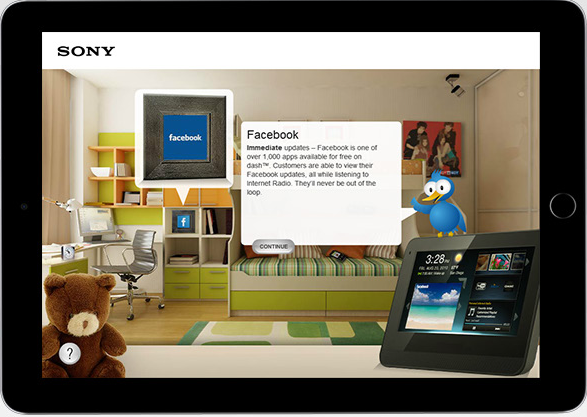 SONY
facebook
Facebook
Immediate updates – Facebook is one of
over 1,000 apps available for free on
dash™. Customers are able to view their
Facebook updates, all while listening to
Internet Radio. They'll never be out of the
loop.
CONTINUE
3:28 PM
?